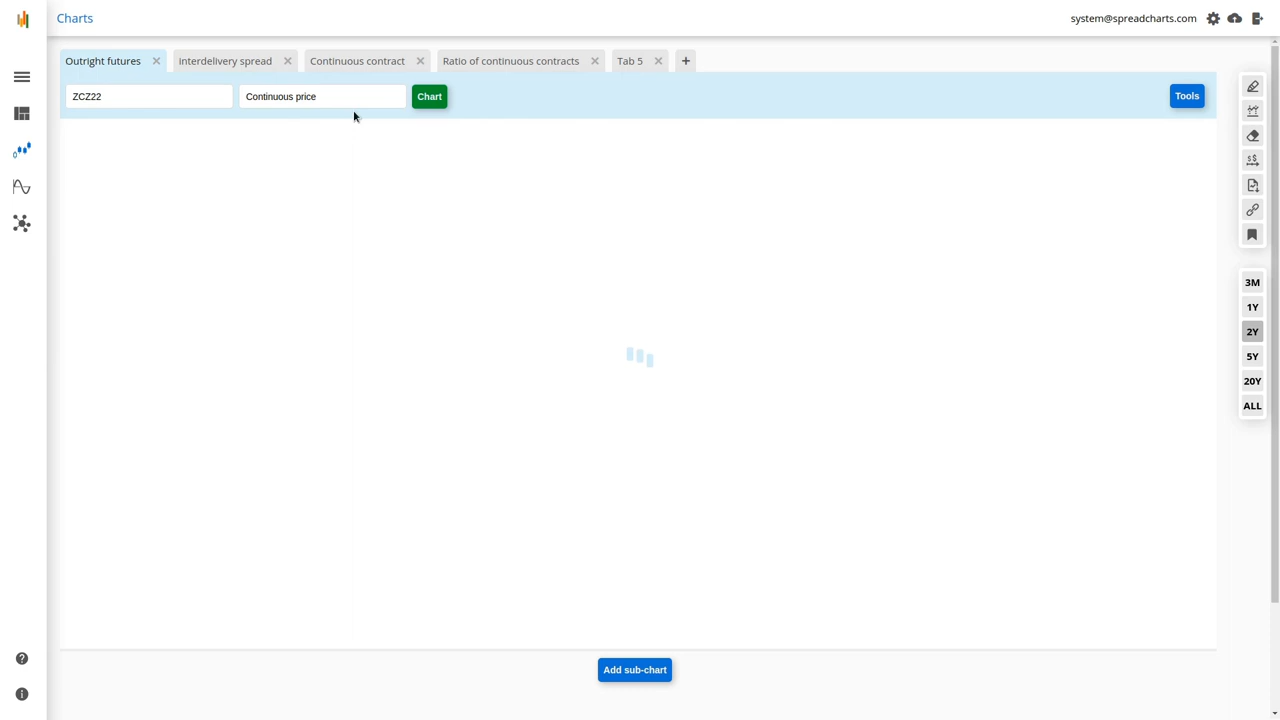 Charts
system@spreadcharts.com
Outright futures
Interdelivery spread
Continuous contract
Ratio of continuous contracts
Tab 5
+
ZCZ22
Continuous price
Chart
Tools
3M
1Y
2Y
5Y
20Y
ALL
Add sub-chart